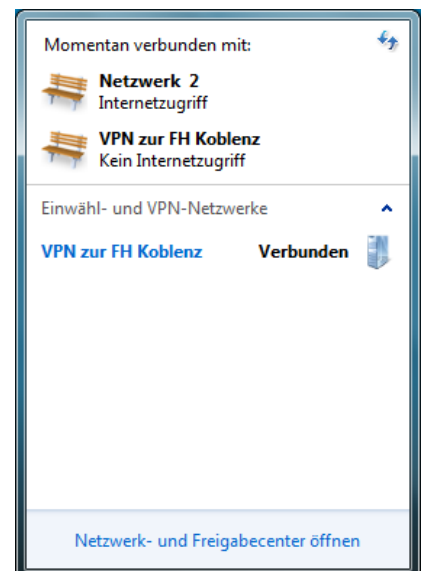 Momentan verbunden mit:
Netzwerk 2
Internetzugriff
VPN zur FH Koblenz
Kein Internetzugriff
Einwähl- und VPN-Netzwerke
VPN zur FH Koblenz Verbunden
Netzwerk- und Freigabecenter öffnen